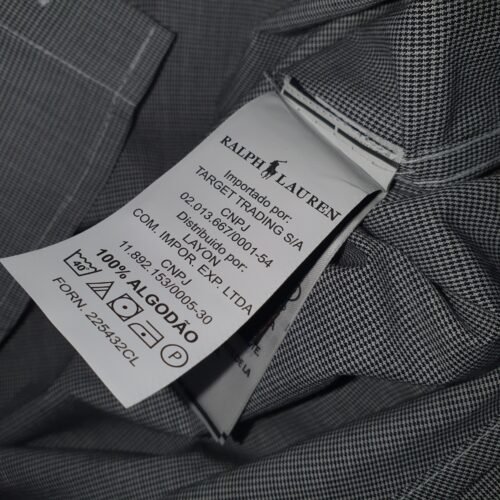 RALPH LAUREN
Importado por:
TARGET TRADING S/A
CNPJ
02.013.667/0001-54
Distribuido por:
LAYON
COM. IMPOR. EXP. LTDA
CNPJ
11.892.153/0005-30
100% ALGODÃO
40 P
FORN. 225432CL